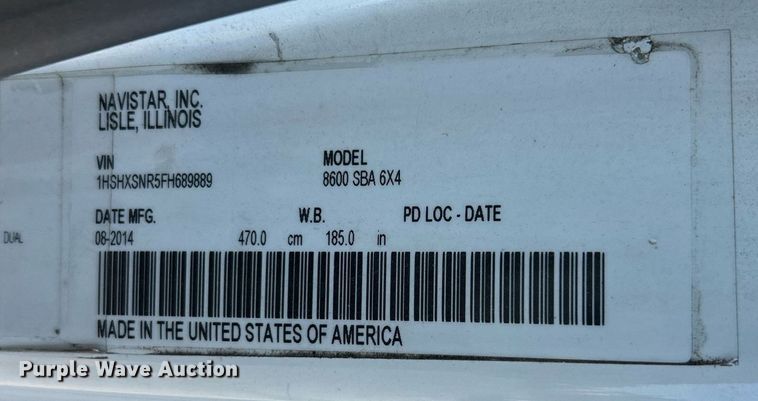 NAVISTAR, INC.
LISLE, ILLINOIS
VIN MODEL
1HSHXSNR5FH689889 8600 SBA 6X4
DATE MFG. W.B. PD LOC - DATE
DUAL 08-2014 470.0 cm 185.0 in
MADE IN THE UNITED STATES OF AMERICA
Purple Wave Auction